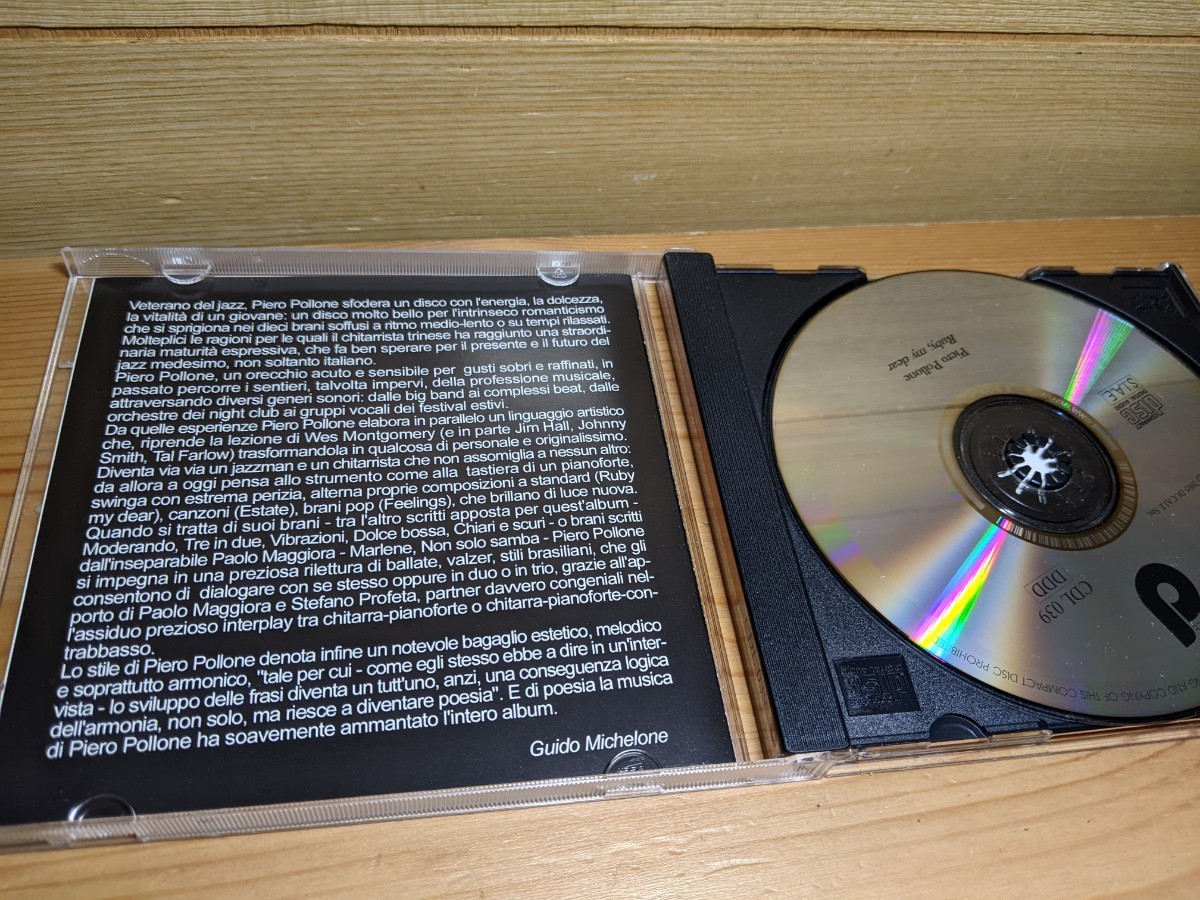 Veterano del jazz, Piero Pollone sfodera un disco con l'energia, la dolcezza,
la vitalità di un giovane: un disco molto bello per l'intrinseco romanticismo
che si sprigiona nei dieci brani soffusi a ritmo medio-lento o su tempi rilassati.
Molteplici le ragioni per le quali il chitarrista trinese ha raggiunto una straordi-
naria maturità espressiva, che fa ben sperare per il presente e il futuro del
jazz medesimo, non soltanto italiano.
Piero Pollone, un orecchio acuto e sensibile per gusti sobri e raffinati, in
passato percorre i sentieri, talvolta impervi, della professione musicale,
attraversando diversi generi sonori: dalle big band ai complessi beat, dalle
orchestre dei night club ai gruppi vocali dei festival estivi.
Da quelle esperienze Piero Pollone elabora in parallelo un linguaggio artistico
che, riprende la lezione di Wes Montgomery (e in parte Jim Hall, Johnny
Smith, Tal Farlow) trasformandola in qualcosa di personale e originalissimo.
Diventa via via un jazzman e un chitarrista che non assomiglia a nessun altro:
da allora a oggi pensa allo strumento come alla tastiera di un pianoforte,
swinga con estrema perizia, alterna proprie composizioni a standard (Ruby
my dear), canzoni (Estate), brani pop (Feelings), che brillano di luce nuova.
Quando si tratta di suoi brani - tra l'altro scritti apposta per quest'album -
Moderando, Tre in due, Vibrazioni, Dolce bossa, Chiari e scuri - o brani scritti
dall'inseparabile Paolo Maggiora - Marlene, Non solo samba - Piero Pollone
si impegna in una preziosa rilettura di ballate, valzer, stili brasiliani, che gli
consentono di dialogare con se stesso oppure in duo o in trio, grazie all'ap-
porto di Paolo Maggiora e Stefano Profeta, partner davvero congeniali nel-
l'assiduo prezioso interplay tra chitarra-pianoforte o chitarra-pianoforte-con-
trabbasso.
Lo stile di Piero Pollone denota infine un notevole bagaglio estetico, melodico
e soprattutto armonico, "tale per cui - come egli stesso ebbe a dire in un'inter-
vista - lo sviluppo delle frasi diventa un tutt'uno, anzi, una conseguenza logica
dell'armonia, non solo, ma riesce a diventare poesia". E di poesia la musica
di Piero Pollone ha soavemente ammantato l'intero album.
Guido Michelone
Piero Pollone
Ruby, my dear
S.I.A.E.
COMPACT
disc
DIGITAL AUDIO
CDL 039
DDD
AND COPYING OF THIS COMPACT DISC PROHIBITED